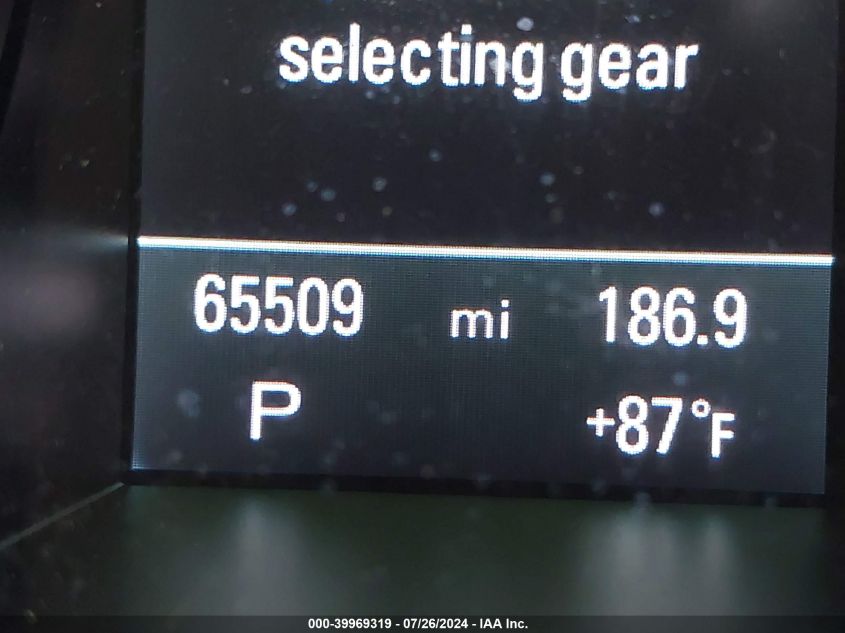 selecting gear
65509 mi 186.9
P +87°F
000-39969319 - 07/26/2024 - IAA Inc.